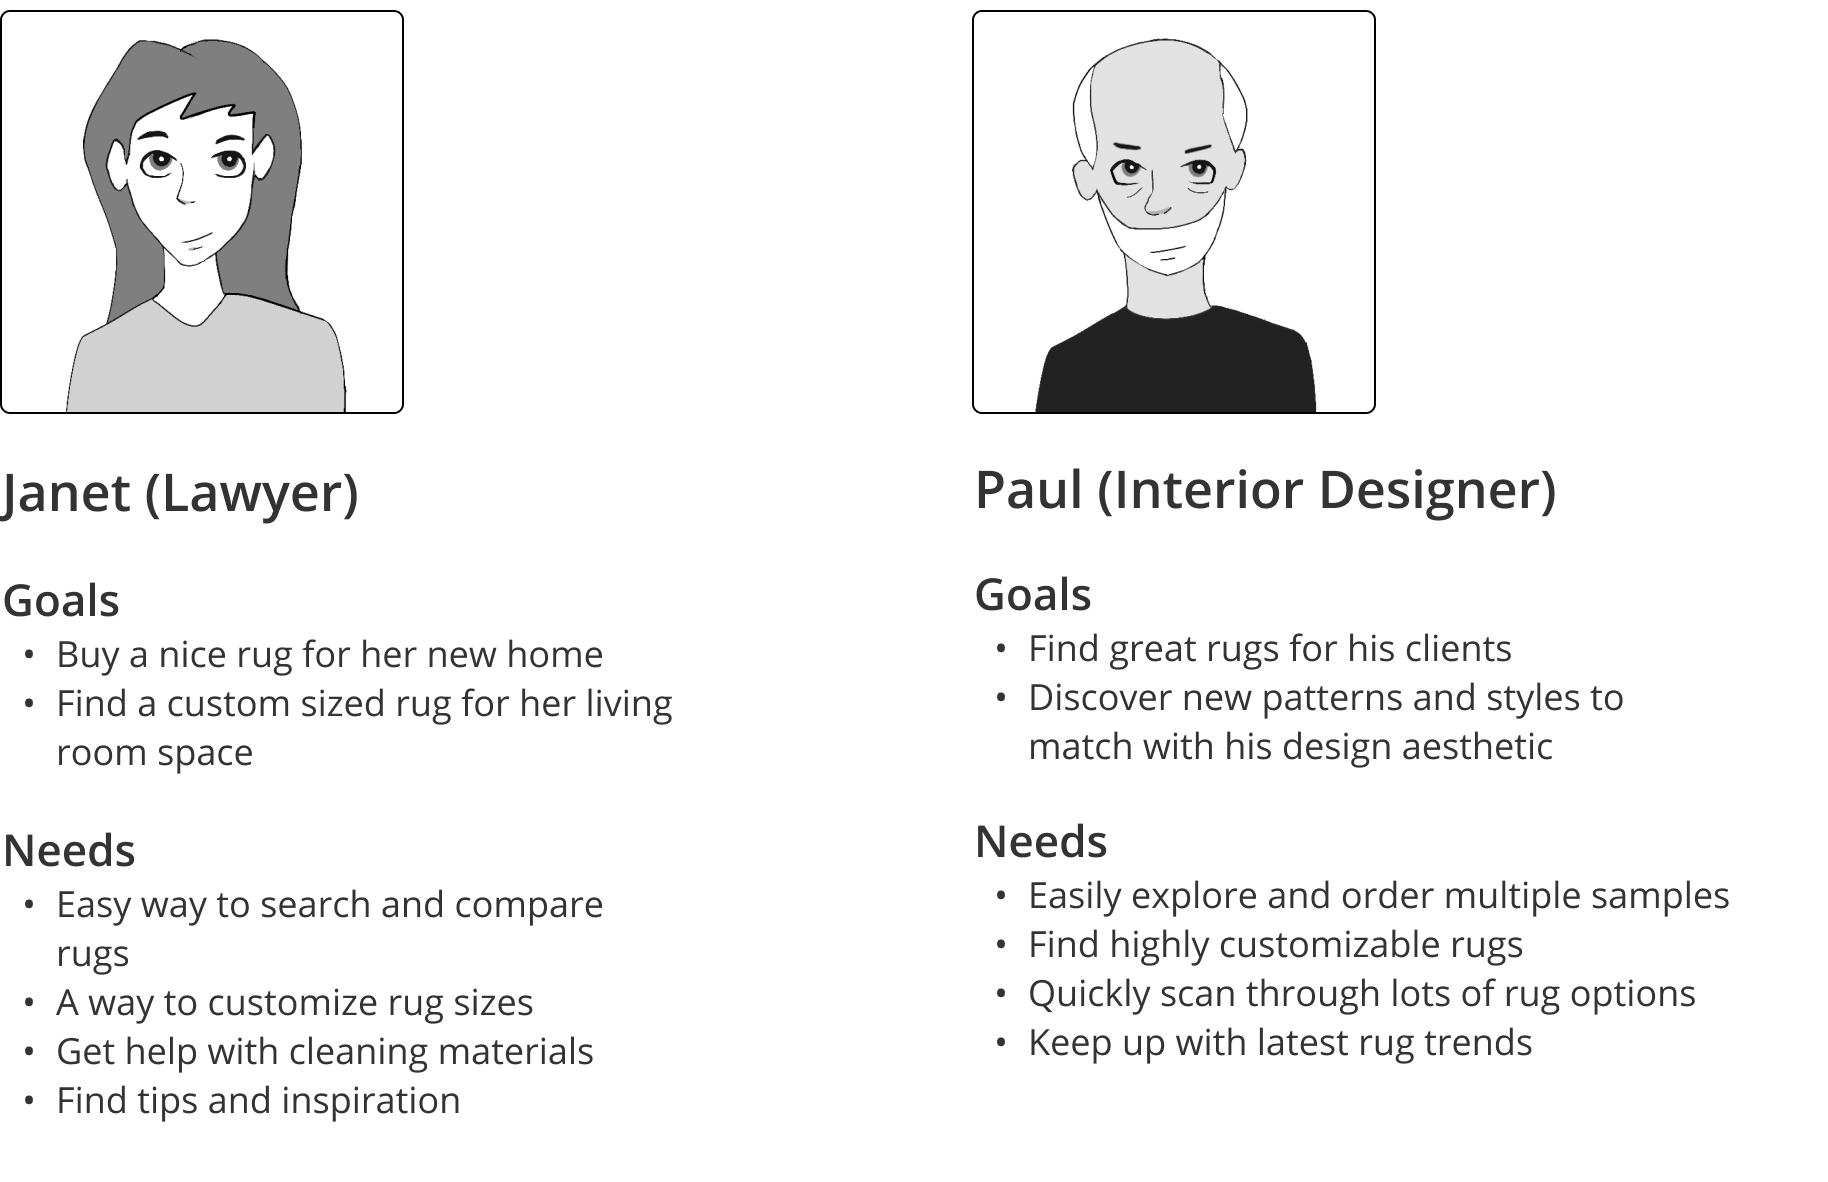 Janet (Lawyer)
Goals
• Buy a nice rug for her new home
• Find a custom sized rug for her living
room space
Needs
• Easy way to search and compare
rugs
• A way to customize rug sizes
• Get help with cleaning materials
• Find tips and inspiration
Paul (Interior Designer)
Goals
• Find great rugs for his clients
• Discover new patterns and styles to
match with his design aesthetic
Needs
• Easily explore and order multiple samples
• Find highly customizable rugs
• Quickly scan through lots of rug options
• Keep up with latest rug trends